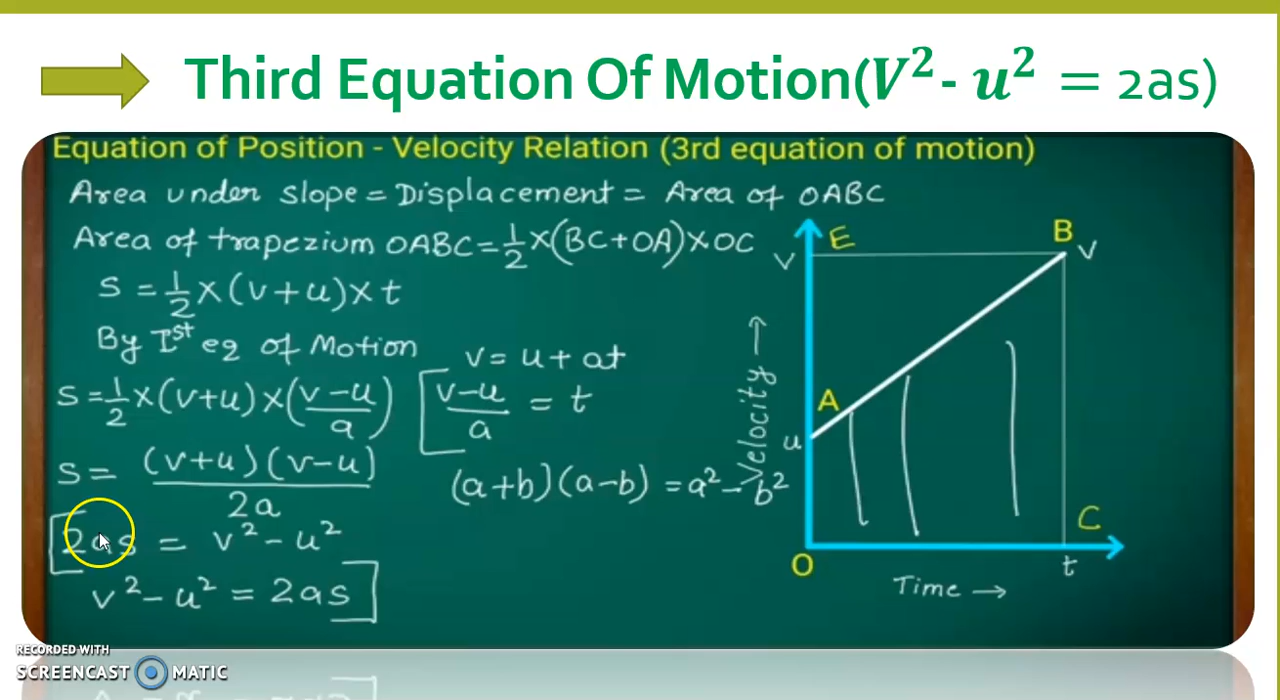 Third Equation Of Motion(V² - u² = 2as)
Equation of Position - Velocity Relation (3rd equation of motion)
Area under slope = Displacement = Area of OABC
Area of trapezium OABC = 1/2 × (BC + OA) × OC
S = 1/2 × (v + u) × t
By Ist eq of Motion
v = u + at
S = 1/2 × (v+u) × (v-u/a)
[v-u/a = t
S = (v+u)(v-u)/2a
(a+b)(a-b) = a² - b²
[2as = v² - u²
v² - u² = 2as]
E
B
v
v
Velocity →
A
u
C
O
t
Time →
RECORDED WITH
SCREENCAST MATIC